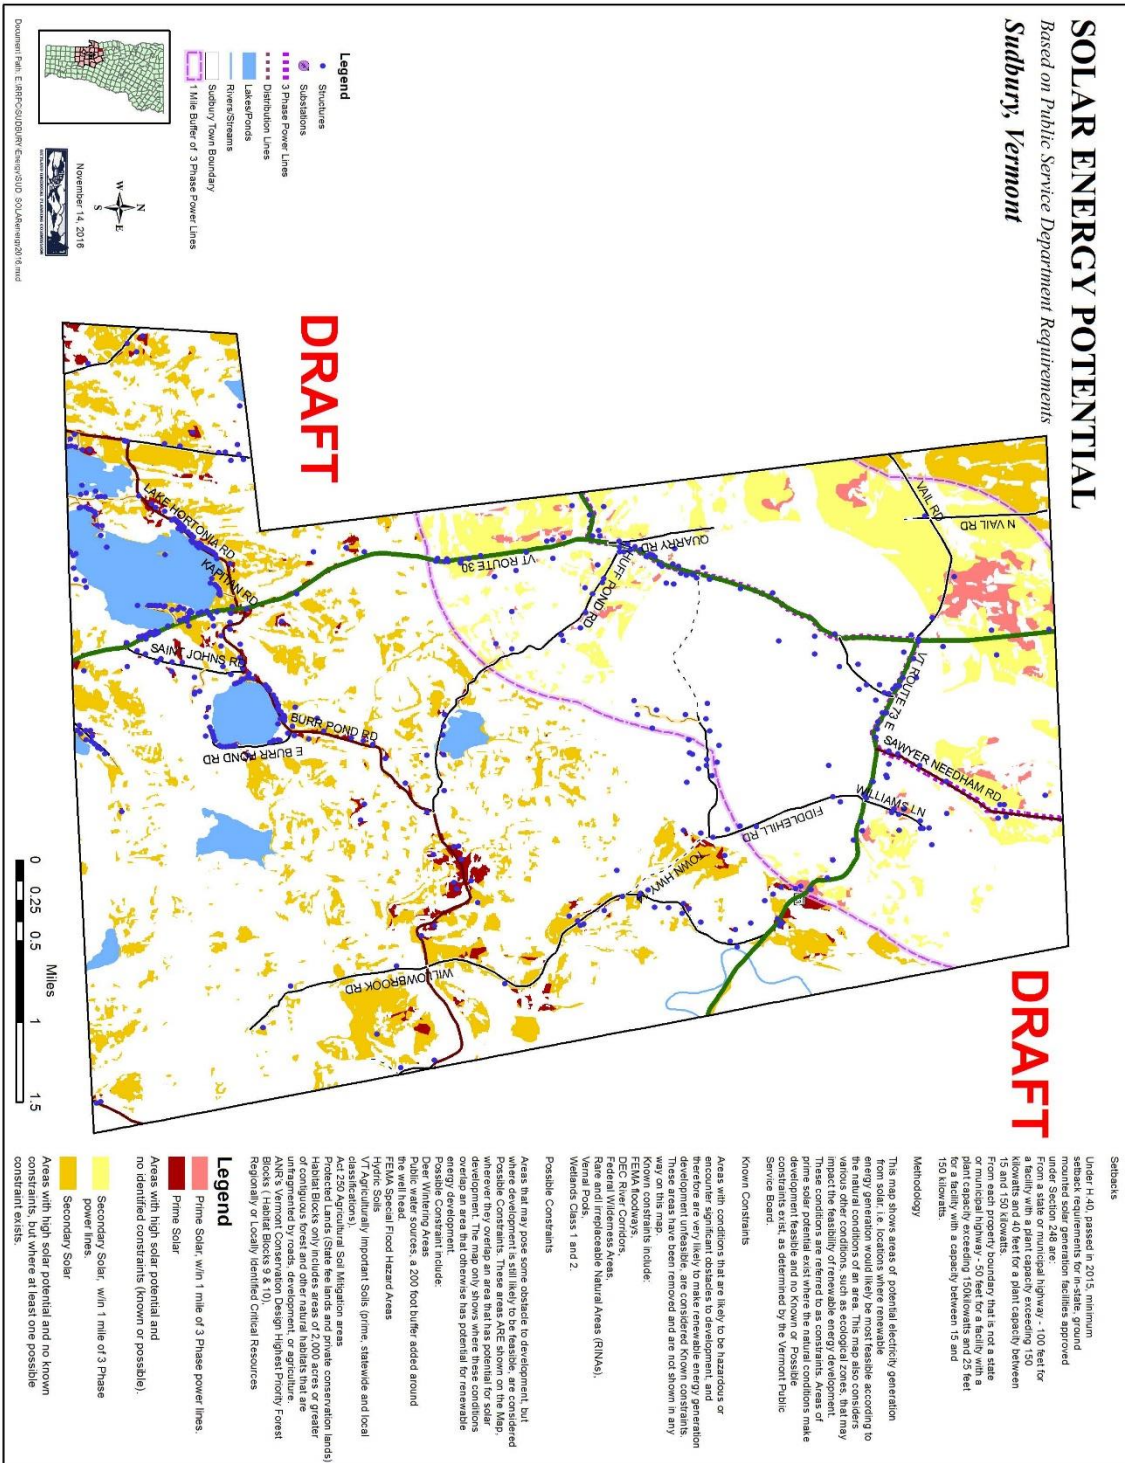 SOLAR ENERGY POTENTIAL
Based on Public Service Department Requirements
Sudbury, Vermont
Legend
Structures
Substations
3 Phase Power Lines
Distribution Lines
Lakes/Ponds
Rivers/Streams
Sudbury Town Boundary
1 Mile Buffer of 3 Phase Power Lines
N
W
E
S
November 14, 2016
DRAFT
DRAFT
VAIL RD
N VAIL RD
QUARRY RD
HUFF POND RD
VT ROUTE 30
VT ROUTE 73 E
SAWYER NEEDHAM RD
WILLIAMS LN
FIDDLEHILL RD
TOWN HWY
LAKE HORTONIA RD
KAPITAN RD
SAINT JOHNS RD
BURR POND RD
E BURR POND RD
WILLOWBROOK RD
0
0.25
0.5
1
1.5
Miles
Setbacks
Under H.40, passed in 2015, minimum
setback requirements for in-state, ground
mounted solar generation facilities approved
under Section 248 are:
From a state or municipal highway - 100 feet for
a facility with a plant capacity exceeding 150
kilowatts and 40 feet for a plant capacity between
15 and 150 kilowatts.
From each property boundary that is not a state
or municipal highway - 50 feet for a facility with a
plant capacity exceeding 150kilowatts and 25 feet
for a facility with a capacity between 15 and
150 kilowatts.
Methodology
This map shows areas of potential electricity generation
from solar, i.e. locations where renewable
energy generation would likely be most feasible according to
the natural conditions of an area. This map also considers
various other conditions, such as ecological zones, that may
impact the feasibility of renewable energy development.
These conditions are referred to as constraints. Areas of
prime solar potential exist where the natural conditions make
development feasible and no Known or Possible
constraints exist, as determined by the Vermont Public
Service Board.
Known Constraints
Areas with conditions that are likely to be hazardous or
encounter significant obstacles to development, and
therefore are very likely to make renewable energy generation
development unfeasible, are considered Known constraints.
These areas have been removed and are not shown in any
way on this map.
Known constraints include:
FEMA floodways,
DEC River Corridors,
Federal Wilderness Areas,
Rare and Irreplaceable Natural Areas (RINAs),
Vernal Pools,
Wetlands Class 1 and 2.
Possible Constraints
Areas that may pose some obstacle to development, but
where development is still likely to be feasible, are considered
Possible Constraints. These areas ARE shown on the Map,
wherever they overlap an area that has potential for solar
development. The map only shows where these conditions
overlap an area that otherwise has potential for renewable
energy development.
Possible Constraint include:
Deer Wintering Areas
Public water sources, a 200 foot buffer added around
the well head.
FEMA Special Flood Hazard Areas
Hydric Soils
VT Agriculturally Important Soils (prime, statewide and local
classifications),
Act 250 Agricultural Soil Mitigation areas
Protected Lands (State fee lands and private conservation lands)
Habitat Blocks only includes areas of 2,000 acres or greater
of contiguous forest and other natural habitats that are
unfragmented by roads, development, or agriculture.
ANR's Vermont Conservation Design Highest Priority Forest
Blocks ( Habitat Blocks 9 & 10),
Regionally or Locally Identified Critical Resources
Legend
Prime Solar, w/in 1 mile of 3 Phase power lines.
Prime Solar
Areas with high solar potential and
no identified constraints (known or possible).
Secondary Solar, w/in 1 mile of 3 Phase
power lines.
Secondary Solar
Areas with high solar potential and no known
constraints, but where at least one possible
constraint exists.